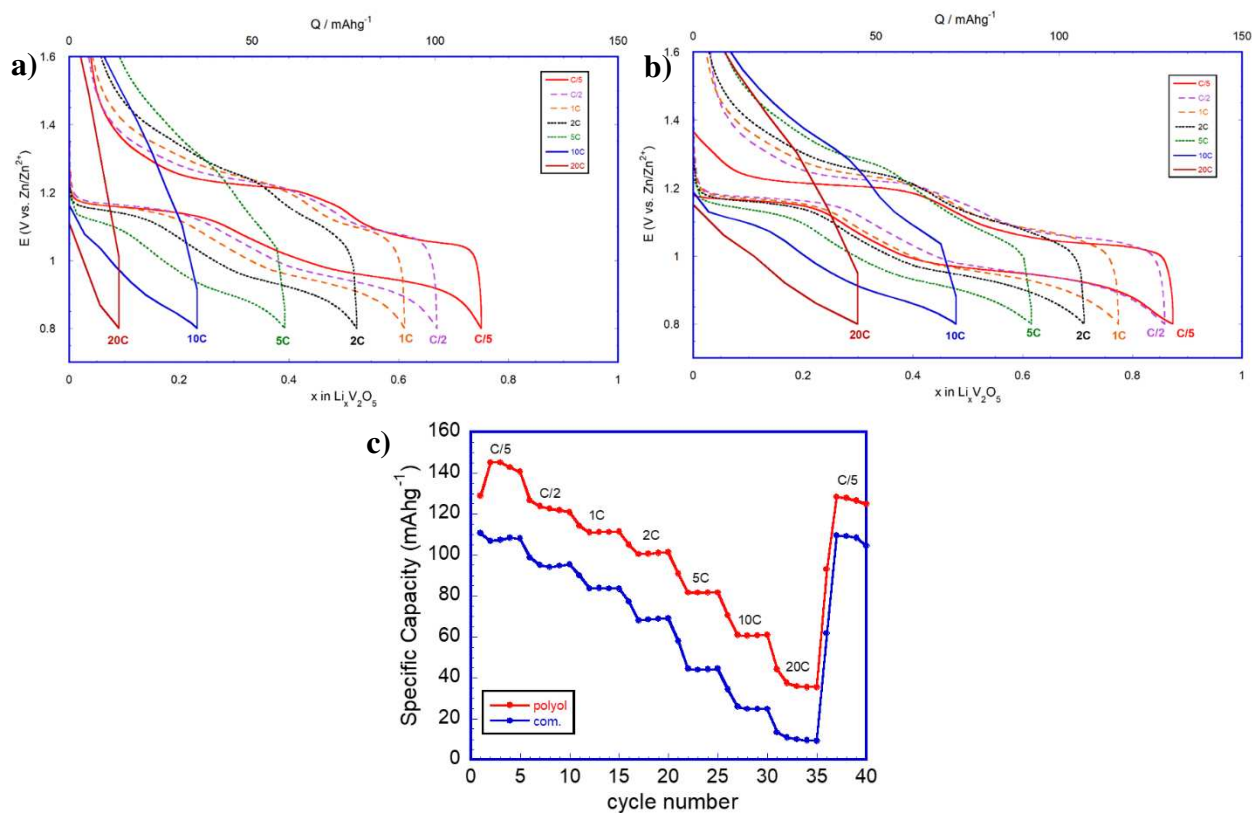 a)
Q / mAhg⁻¹
0 50 100 150
E (V vs. Zn/Zn²⁺)
1.6
1.4
1.2
1
0.8
C/5
C/2
1C
2C
5C
10C
20C
20C 10C 5C 2C 1C C/2 C/5
0 0.2 0.4 0.6 0.8 1
x in LiₓV₂O₅
b)
Q / mAhg⁻¹
0 50 100 150
E (V vs. Zn/Zn²⁺)
1.6
1.4
1.2
1
0.8
C/5
C/2
1C
2C
5C
10C
20C
20C 10C 5C 2C 1C C/2 C/5
0.0 0.2 0.4 0.6 0.8 1
x in LiₓV₂O₅
c)
Specific Capacity (mAhg⁻¹)
160
140
120
100
80
60
40
20
0
C/5
C/2
1C
2C
5C
10C
20C
C/5
polyol
com.
0 5 10 15 20 25 30 35 40
cycle number